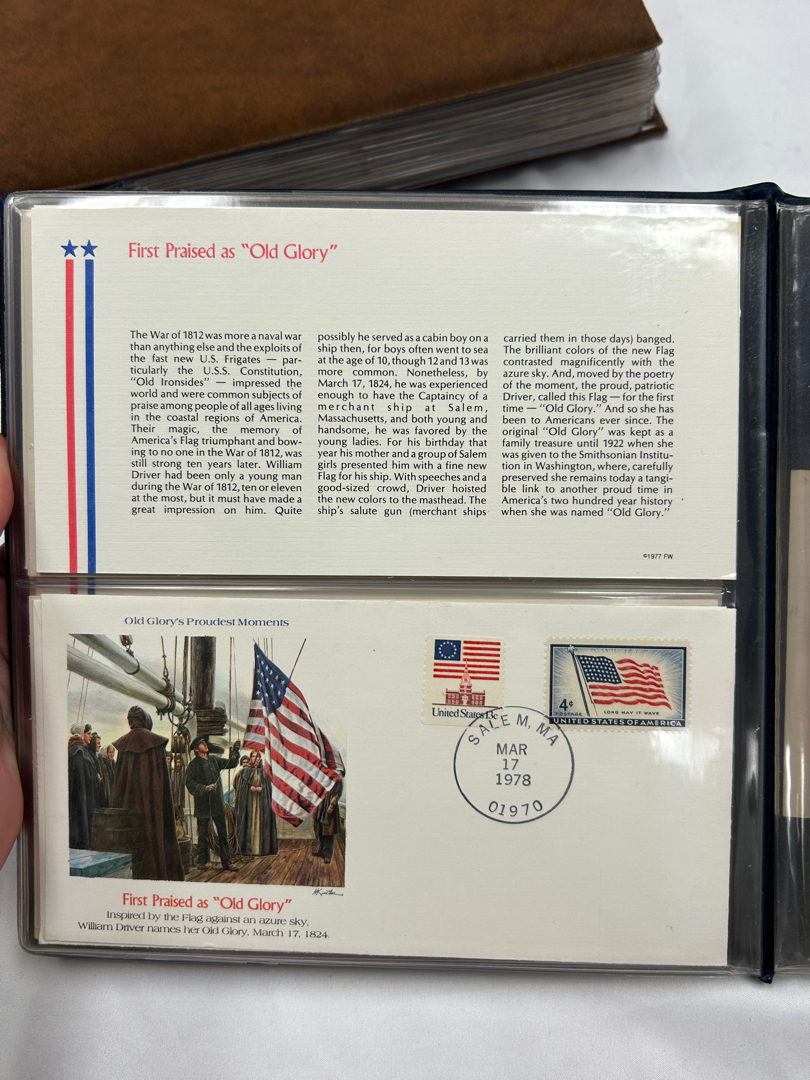 First Praised as "Old Glory"
The War of 1812 was more a naval war
than anything else and the exploits of
the fast new U.S. Frigates — par-
ticularly the U.S.S. Constitution,
"Old Ironsides" — impressed the
world and were common subjects of
praise among people of all ages living
in the coastal regions of America.
Their magic, the memory of
America's Flag triumphant and bow-
ing to no one in the War of 1812, was
still strong ten years later. William
Driver had been only a young man
during the War of 1812, ten or eleven
at the most, but it must have made a
great impression on him. Quite
possibly he served as a cabin boy on a
ship then, for boys often went to sea
at the age of 10, though 12 and 13 was
more common. Nonetheless, by
March 17, 1824, he was experienced
enough to have the Captaincy of a
merchant ship at Salem,
Massachusetts, and both young and
handsome, he was favored by the
young ladies. For his birthday that
year his mother and a group of Salem
girls presented him with a fine new
Flag for his ship. With speeches and a
good-sized crowd, Driver hoisted
the new colors to the masthead. The
ship's salute gun (merchant ships
carried them in those days) banged.
The brilliant colors of the new Flag
contrasted magnificently with the
azure sky. And, moved by the poetry
of the moment, the proud, patriotic
Driver, called this Flag — for the first
time — "Old Glory." And so she has
been to Americans ever since. The
original "Old Glory" was kept as a
family treasure until 1922 when she
was given to the Smithsonian Institu-
tion in Washington, where, carefully
preserved she remains today a tangi-
ble link to another proud time in
America's two hundred year history
when she was named "Old Glory."
©1977 FW
Old Glory's Proudest Moments
United States 13c
4¢
POSTAGE
LONG MAY IT WAVE
UNITED STATES OF AMERICA
SALEM, MA
MAR
17
1978
01970
First Praised as "Old Glory"
Inspired by the Flag against an azure sky,
William Driver names her Old Glory, March 17, 1824.